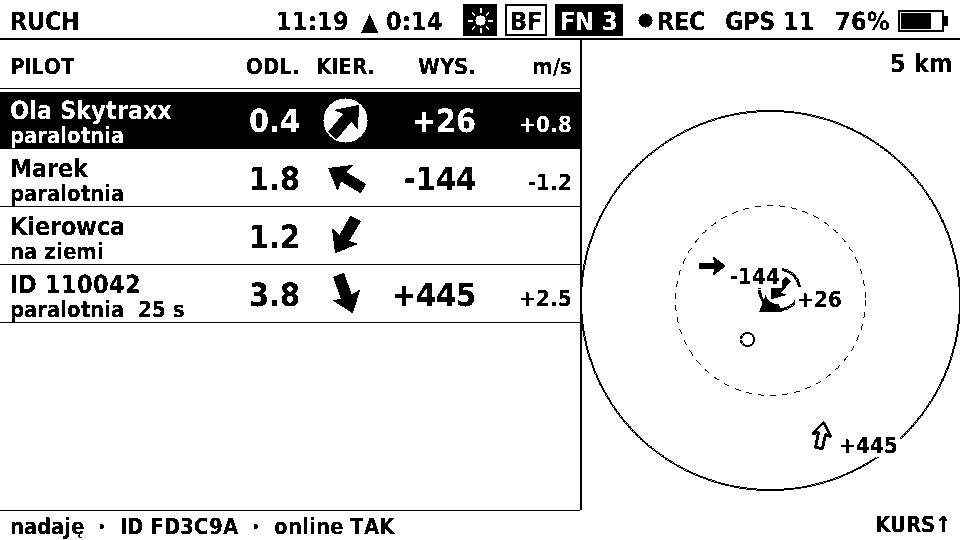 RUCH 11:19 ▲ 0:14 BF FN 3 ●REC GPS 11 76%
PILOT ODL. KIER. WYS. m/s
5 km
Ola Skytraxx
paralotnia
0.4 +26 +0.8
Marek
paralotnia
1.8 -144 -1.2
Kierowca
na ziemi
1.2
ID 110042
paralotnia 25 s
3.8 +445 +2.5
-144
+26
+445
nadaję · ID FD3C9A · online TAK
KURS↑